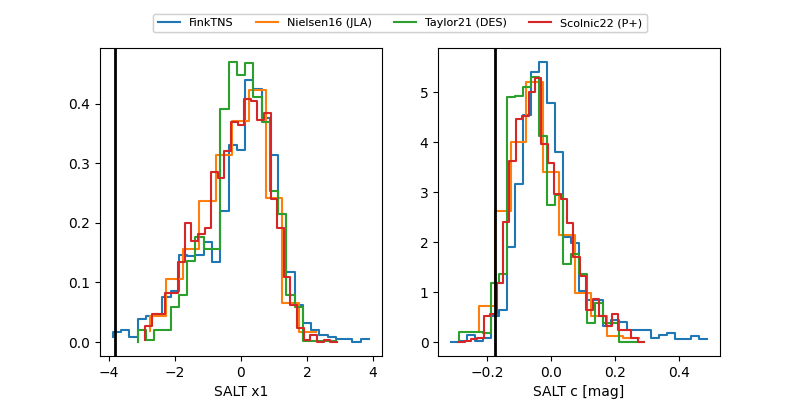 FinkTNS Nielsen16 (JLA) Taylor21 (DES) Scolnic22 (P+)
0.4
0.3
0.2
0.1
0.0
−4 −2 0 2 4
SALT x1
5
4
3
2
1
0
−0.2 0.0 0.2 0.4
SALT c [mag]